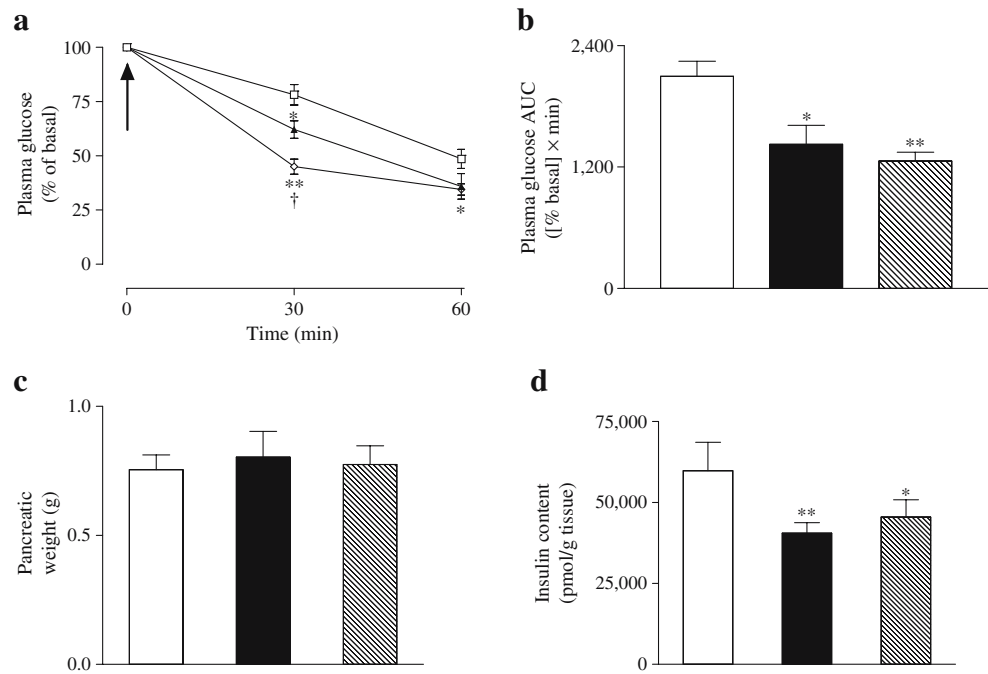 a
Plasma glucose
(% of basal)
100
75
50
25
0
*
**
†
*
0
30
60
Time (min)
b
Plasma glucose AUC
([% basal] × min)
2,400
1,200
0
*
**
c
Pancreatic
weight (g)
1.0
0.5
0.0
d
Insulin content
(pmol/g tissue)
75,000
50,000
25,000
0
**
*